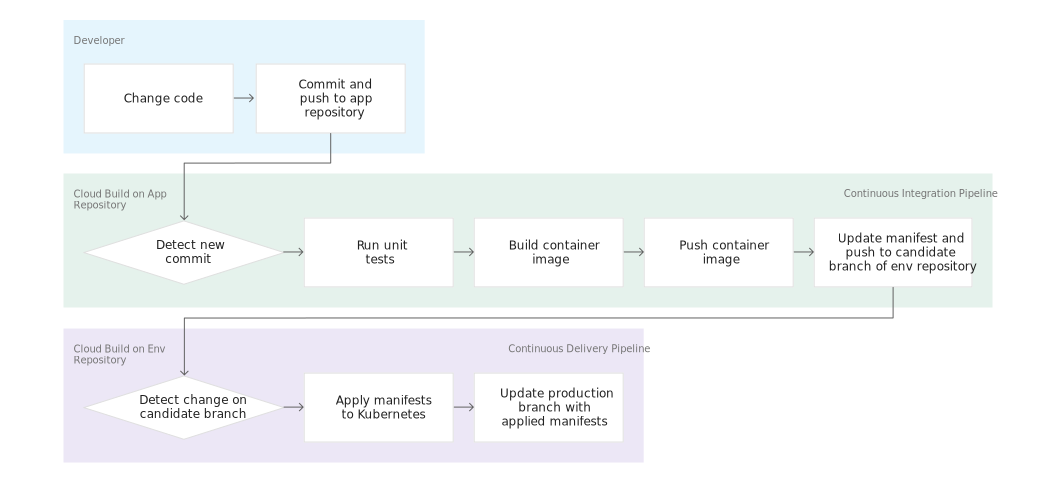 Developer
Change code
Commit and
push to app
repository
Cloud Build on App
Repository
Continuous Integration Pipeline
Detect new
commit
Run unit
tests
Build container
image
Push container
image
Update manifest and
push to candidate
branch of env repository
Cloud Build on Env
Repository
Continuous Delivery Pipeline
Detect change on
candidate branch
Apply manifests
to Kubernetes
Update production
branch with
applied manifests